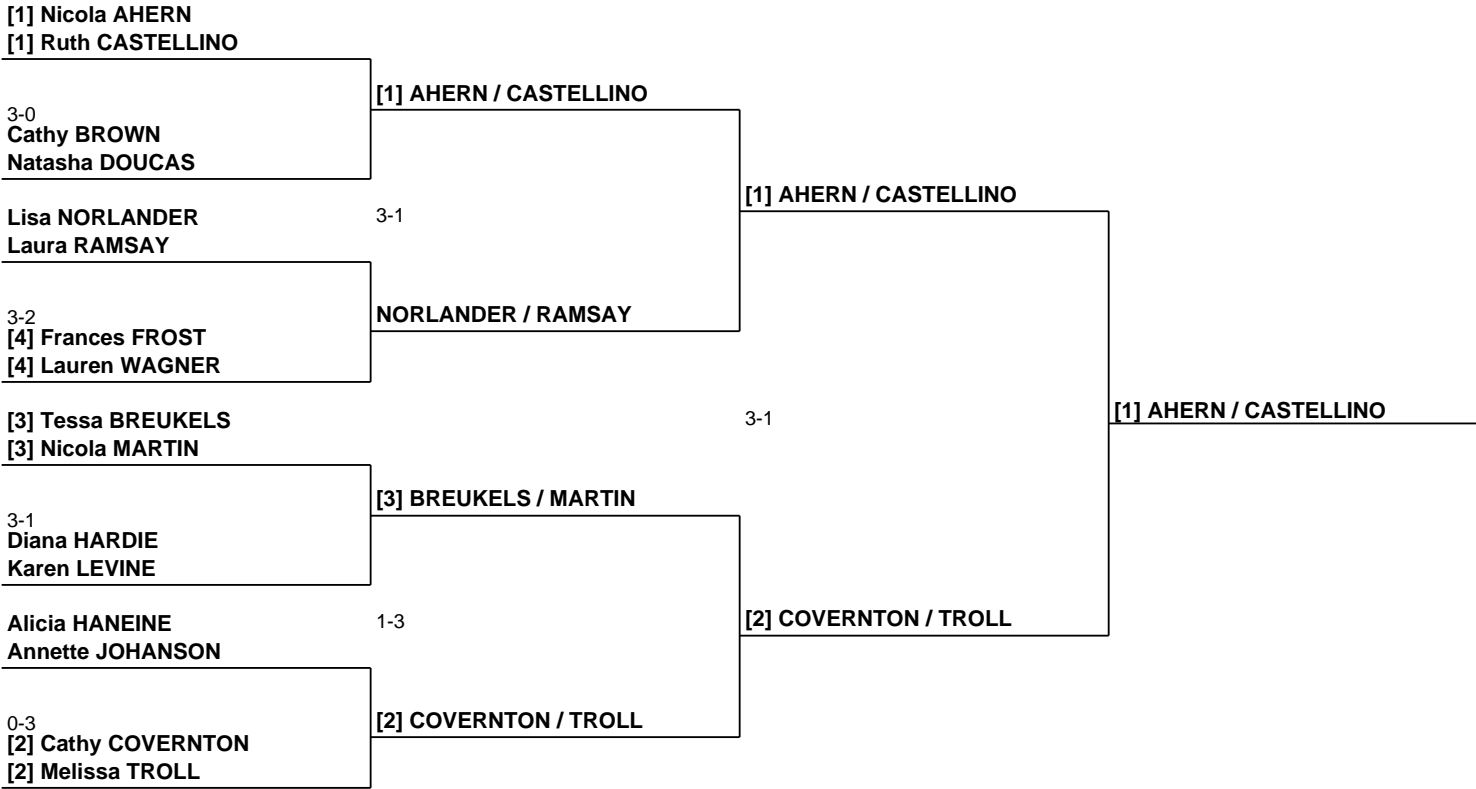 [1] Nicola AHERN
[1] Ruth CASTELLINO
3-0
Cathy BROWN
Natasha DOUCAS
Lisa NORLANDER
Laura RAMSAY
3-2
[4] Frances FROST
[4] Lauren WAGNER
[3] Tessa BREUKELS
[3] Nicola MARTIN
3-1
Diana HARDIE
Karen LEVINE
Alicia HANEINE
Annette JOHANSON
0-3
[2] Cathy COVERNTON
[2] Melissa TROLL
[1] AHERN / CASTELLINO
3-1
NORLANDER / RAMSAY
[3] BREUKELS / MARTIN
1-3
[2] COVERNTON / TROLL
[1] AHERN / CASTELLINO
3-1
[2] COVERNTON / TROLL
[1] AHERN / CASTELLINO